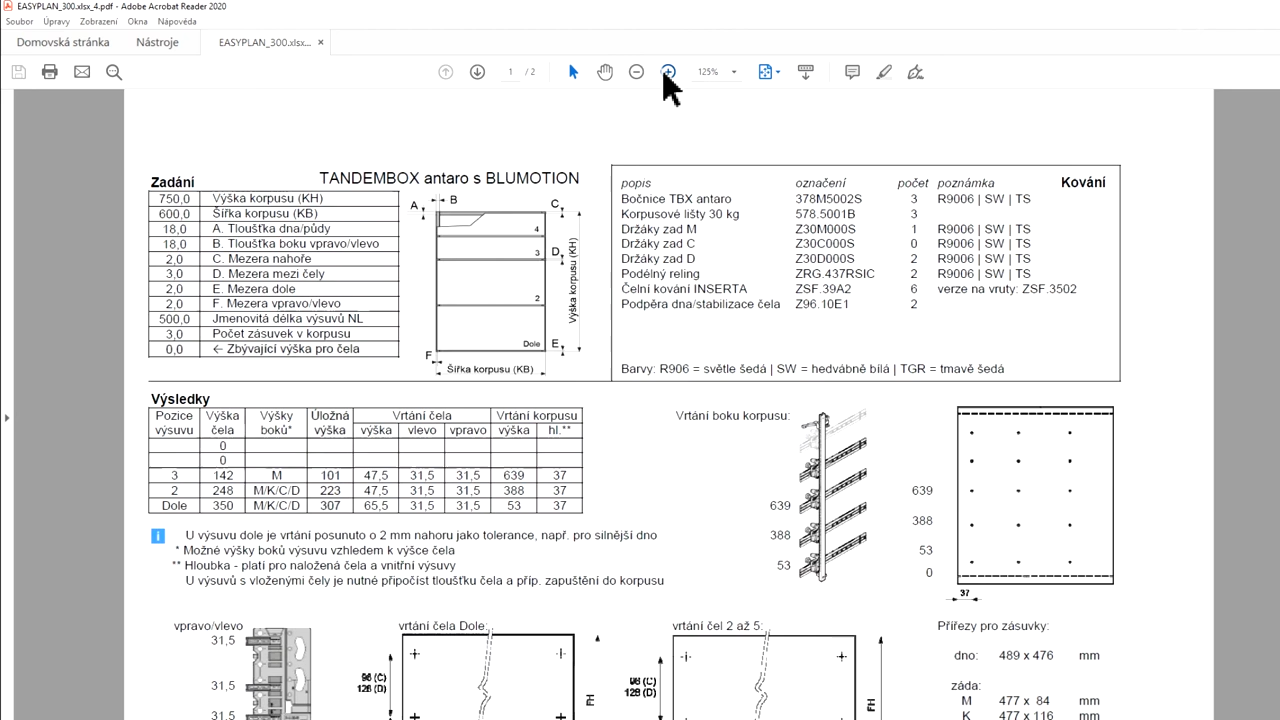 EASYPLAN_300.xlsx_4.pdf - Adobe Acrobat Reader 2020
Soubor Úpravy Zobrazení Okna Nápověda
Domovská stránka Nástroje EASYPLAN_300.xlsx... ×
1 / 2 125%
Zadání
TANDEMBOX antaro s BLUMOTION
750,0 Výška korpusu (KH)
600,0 Šířka korpusu (KB)
18,0 A. Tloušťka dna/půdy
18,0 B. Tloušťka boku vpravo/vlevo
2,0 C. Mezera nahoře
3,0 D. Mezera mezi čely
2,0 E. Mezera dole
2,0 F. Mezera vpravo/vlevo
500,0 Jmenovitá délka výsuvů NL
3,0 Počet zásuvek v korpusu
0,0 ← Zbývající výška pro čela
A B C
4
3 D
2
Dole E
F
Šířka korpusu (KB)
Výška korpusu (KH)
popis označení počet poznámka Kování
Bočnice TBX antaro 378M5002S 3 R9006 | SW | TS
Korpusové lišty 30 kg 578.5001B 3
Držáky zad M Z30M000S 1 R9006 | SW | TS
Držáky zad C Z30C000S 0 R9006 | SW | TS
Držáky zad D Z30D000S 2 R9006 | SW | TS
Podélný reling ZRG.437RSIC 2 R9006 | SW | TS
Čelní kování INSERTA ZSF.39A2 6 verze na vruty: ZSF.3502
Podpěra dna/stabilizace čela Z96.10E1 2
Barvy: R906 = světle šedá | SW = hedvábně bílá | TGR = tmavě šedá
Výsledky
Pozice Výška Výšky Úložná Vrtání čela Vrtání korpusu
výsuvu čela boků* výška výška vlevo vpravo výška hl.**
0
0
3 142 M 101 47,5 31,5 31,5 639 37
2 248 M/K/C/D 223 47,5 31,5 31,5 388 37
Dole 350 M/K/C/D 307 65,5 31,5 31,5 53 37
U výsuvu dole je vrtání posunuto o 2 mm nahoru jako tolerance, např. pro silnější dno
* Možné výšky boků výsuvu vzhledem k výšce čela
** Hloubka - platí pro naložená čela a vnitřní výsuvy
U výsuvů s vloženými čely je nutné připočíst tloušťku čela a příp. zapuštění do korpusu
Vrtání boku korpusu:
639
388
53
639
388
53
0
37
vpravo/vlevo
31,5
31,5
31,5
vrtání čela Dole:
96 (C)
128 (D)
FH
vrtání čel 2 až 5:
96 (C)
128 (D)
FH
Přířezy pro zásuvky:
dno: 489 x 476 mm
záda:
M 477 x 84 mm
K 477 x 116 mm